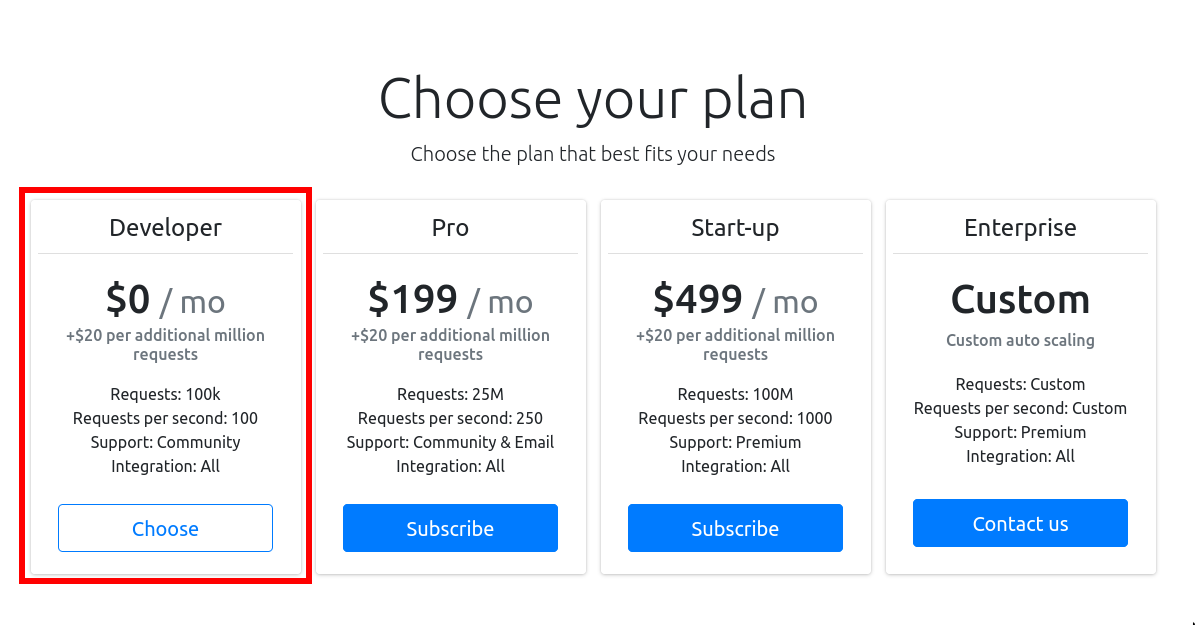 Choose your plan
Choose the plan that best fits your needs
Developer
$0 / mo
+$20 per additional million
requests
Requests: 100k
Requests per second: 100
Support: Community
Integration: All
Choose
Pro
$199 / mo
+$20 per additional million
requests
Requests: 25M
Requests per second: 250
Support: Community & Email
Integration: All
Subscribe
Start-up
$499 / mo
+$20 per additional million
requests
Requests: 100M
Requests per second: 1000
Support: Premium
Integration: All
Subscribe
Enterprise
Custom
Custom auto scaling
Requests: Custom
Requests per second: Custom
Support: Premium
Integration: All
Contact us